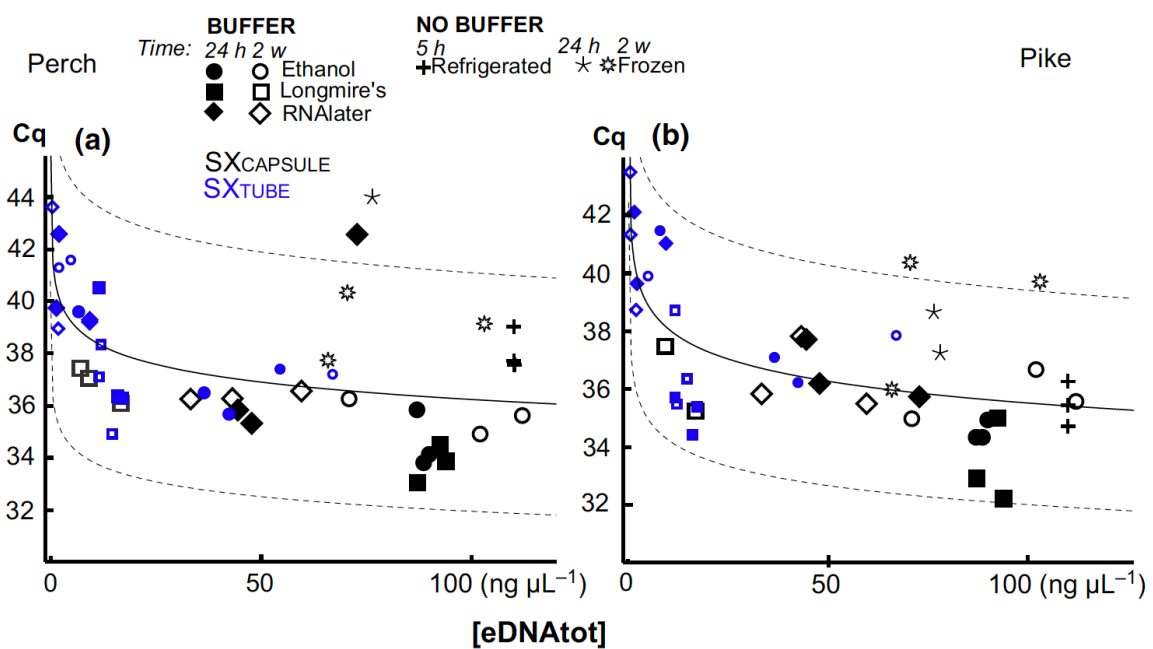 BUFFER NO BUFFER
Time: 24 h 2 w 5 h 24 h 2 w
Perch Ethanol Refrigerated Frozen Pike
Longmire's
RNAlater
Cq (a) Cq (b)
SXCAPSULE
SXTUBE
44
42
40
38
36
34
32
42
40
38
36
34
32
0 50 100 (ng µL⁻¹) 0 50 100 (ng µL⁻¹)
[eDNAtot]